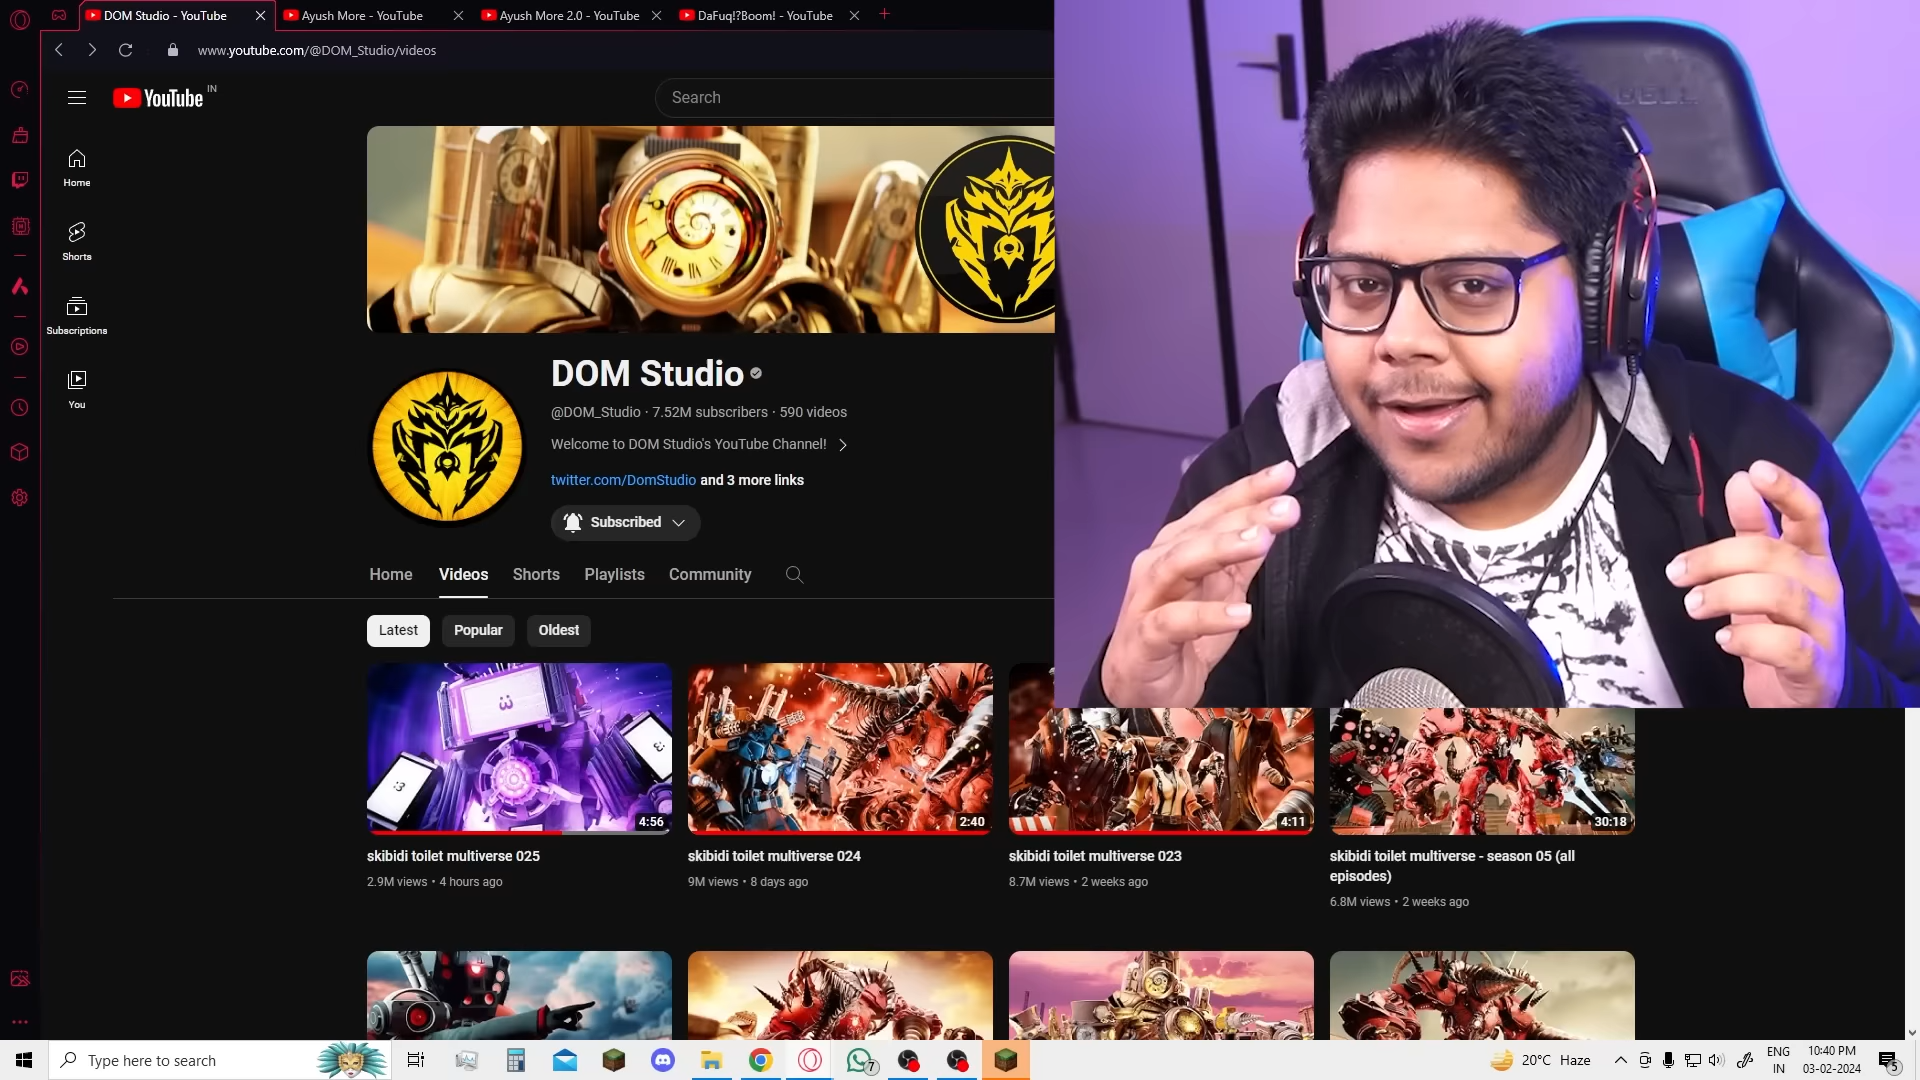 DOM Studio - YouTube
Ayush More - YouTube
Ayush More 2.0 - YouTube
DaFuq!?Boom! - YouTube
www.youtube.com/@DOM_Studio/videos
YouTube IN
Search
Home
Shorts
Subscriptions
You
DOM Studio
@DOM_Studio · 7.52M subscribers · 590 videos
Welcome to DOM Studio's YouTube Channel!
twitter.com/DomStudio and 3 more links
Subscribed
Home Videos Shorts Playlists Community
Latest Popular Oldest
:3
:3
:3
4:56
2:40
4:11
30:18
skibidi toilet multiverse 025
2.9M views • 4 hours ago
skibidi toilet multiverse 024
9M views • 8 days ago
skibidi toilet multiverse 023
8.7M views • 2 weeks ago
skibidi toilet multiverse - season 05 (all
episodes)
6.8M views • 2 weeks ago
Type here to search
7
20°C Haze
ENG
IN
10:40 PM
03-02-2024
5